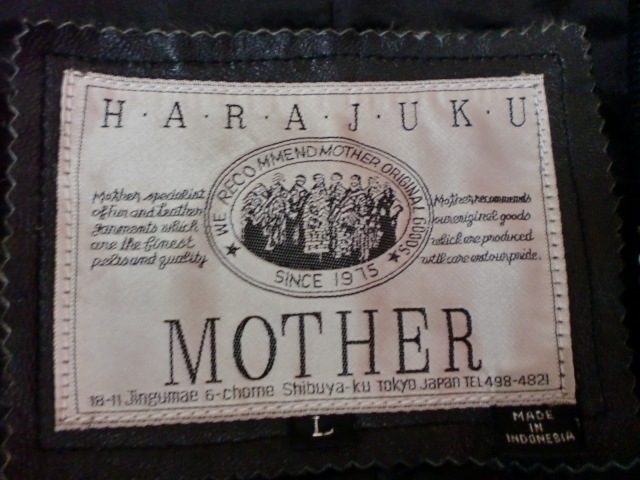 H·A·R·A·J·U·K·U
WE RECOMMEND MOTHER ORIGINAL GOODS
★ SINCE 1975 ★
Mother specialist
of fur and leather
garments which
are the finest
pelts and quality
Mother recommends
our original goods
which are produced
with care and our pride.
MOTHER
18-11 Jingumae 6-chome Shibuya-ku Tokyo Japan TEL 498-4821
L
MADE
IN
INDONESIA